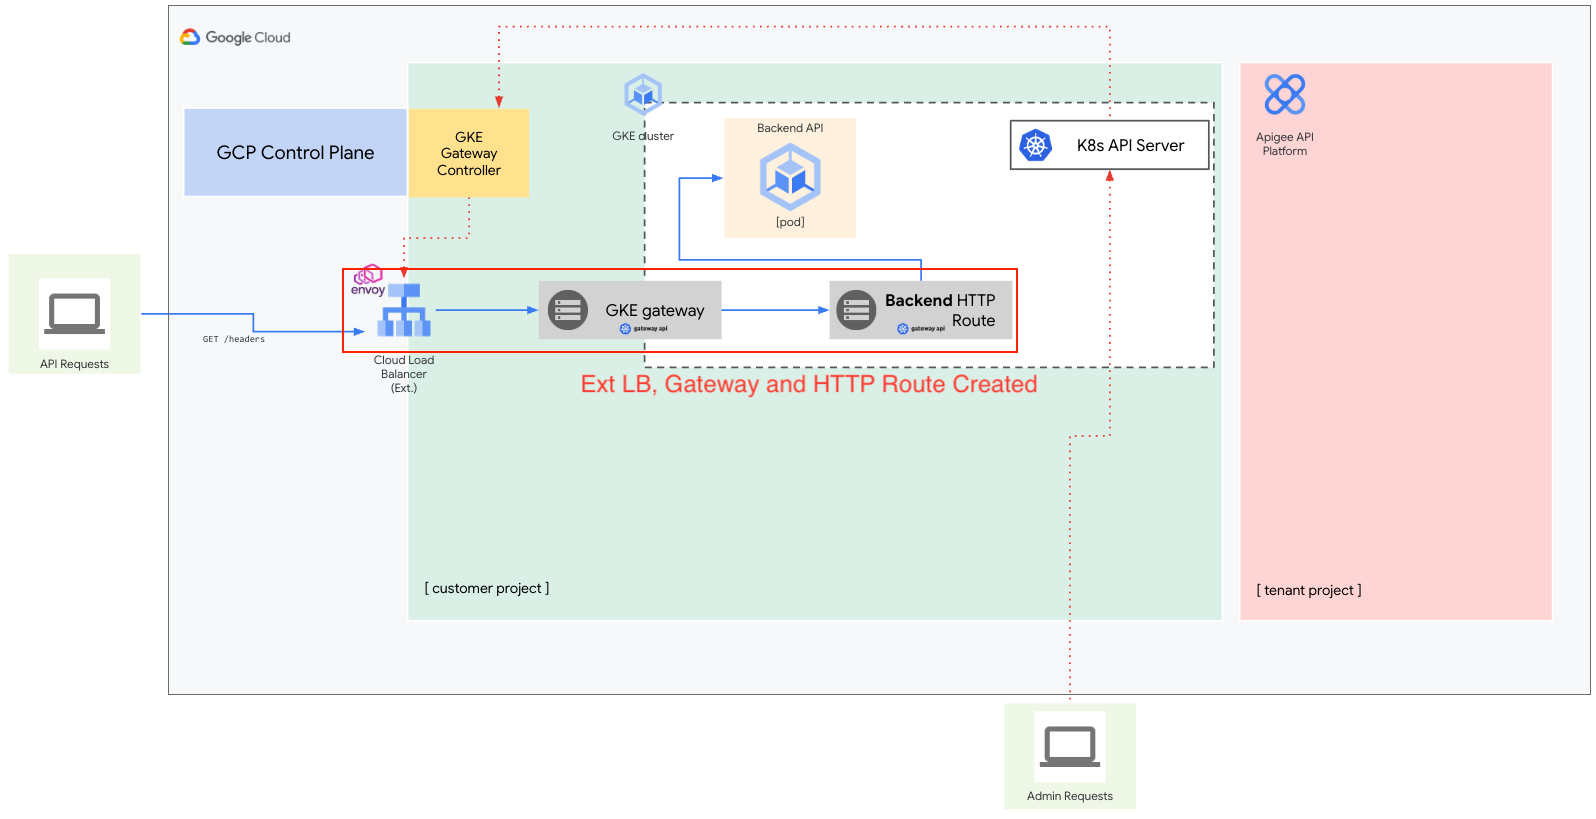 Google Cloud
GCP Control Plane
GKE
Gateway
Controller
GKE cluster
Backend API
[pod]
K8s API Server
Apigee API
Platform
envoy
GKE gateway
gateway api
Backend HTTP
Route
gateway api
API Requests
GET /headers
Cloud Load
Balancer
(Ext.)
Ext LB, Gateway and HTTP Route Created
[ customer project ]
[ tenant project ]
Admin Requests